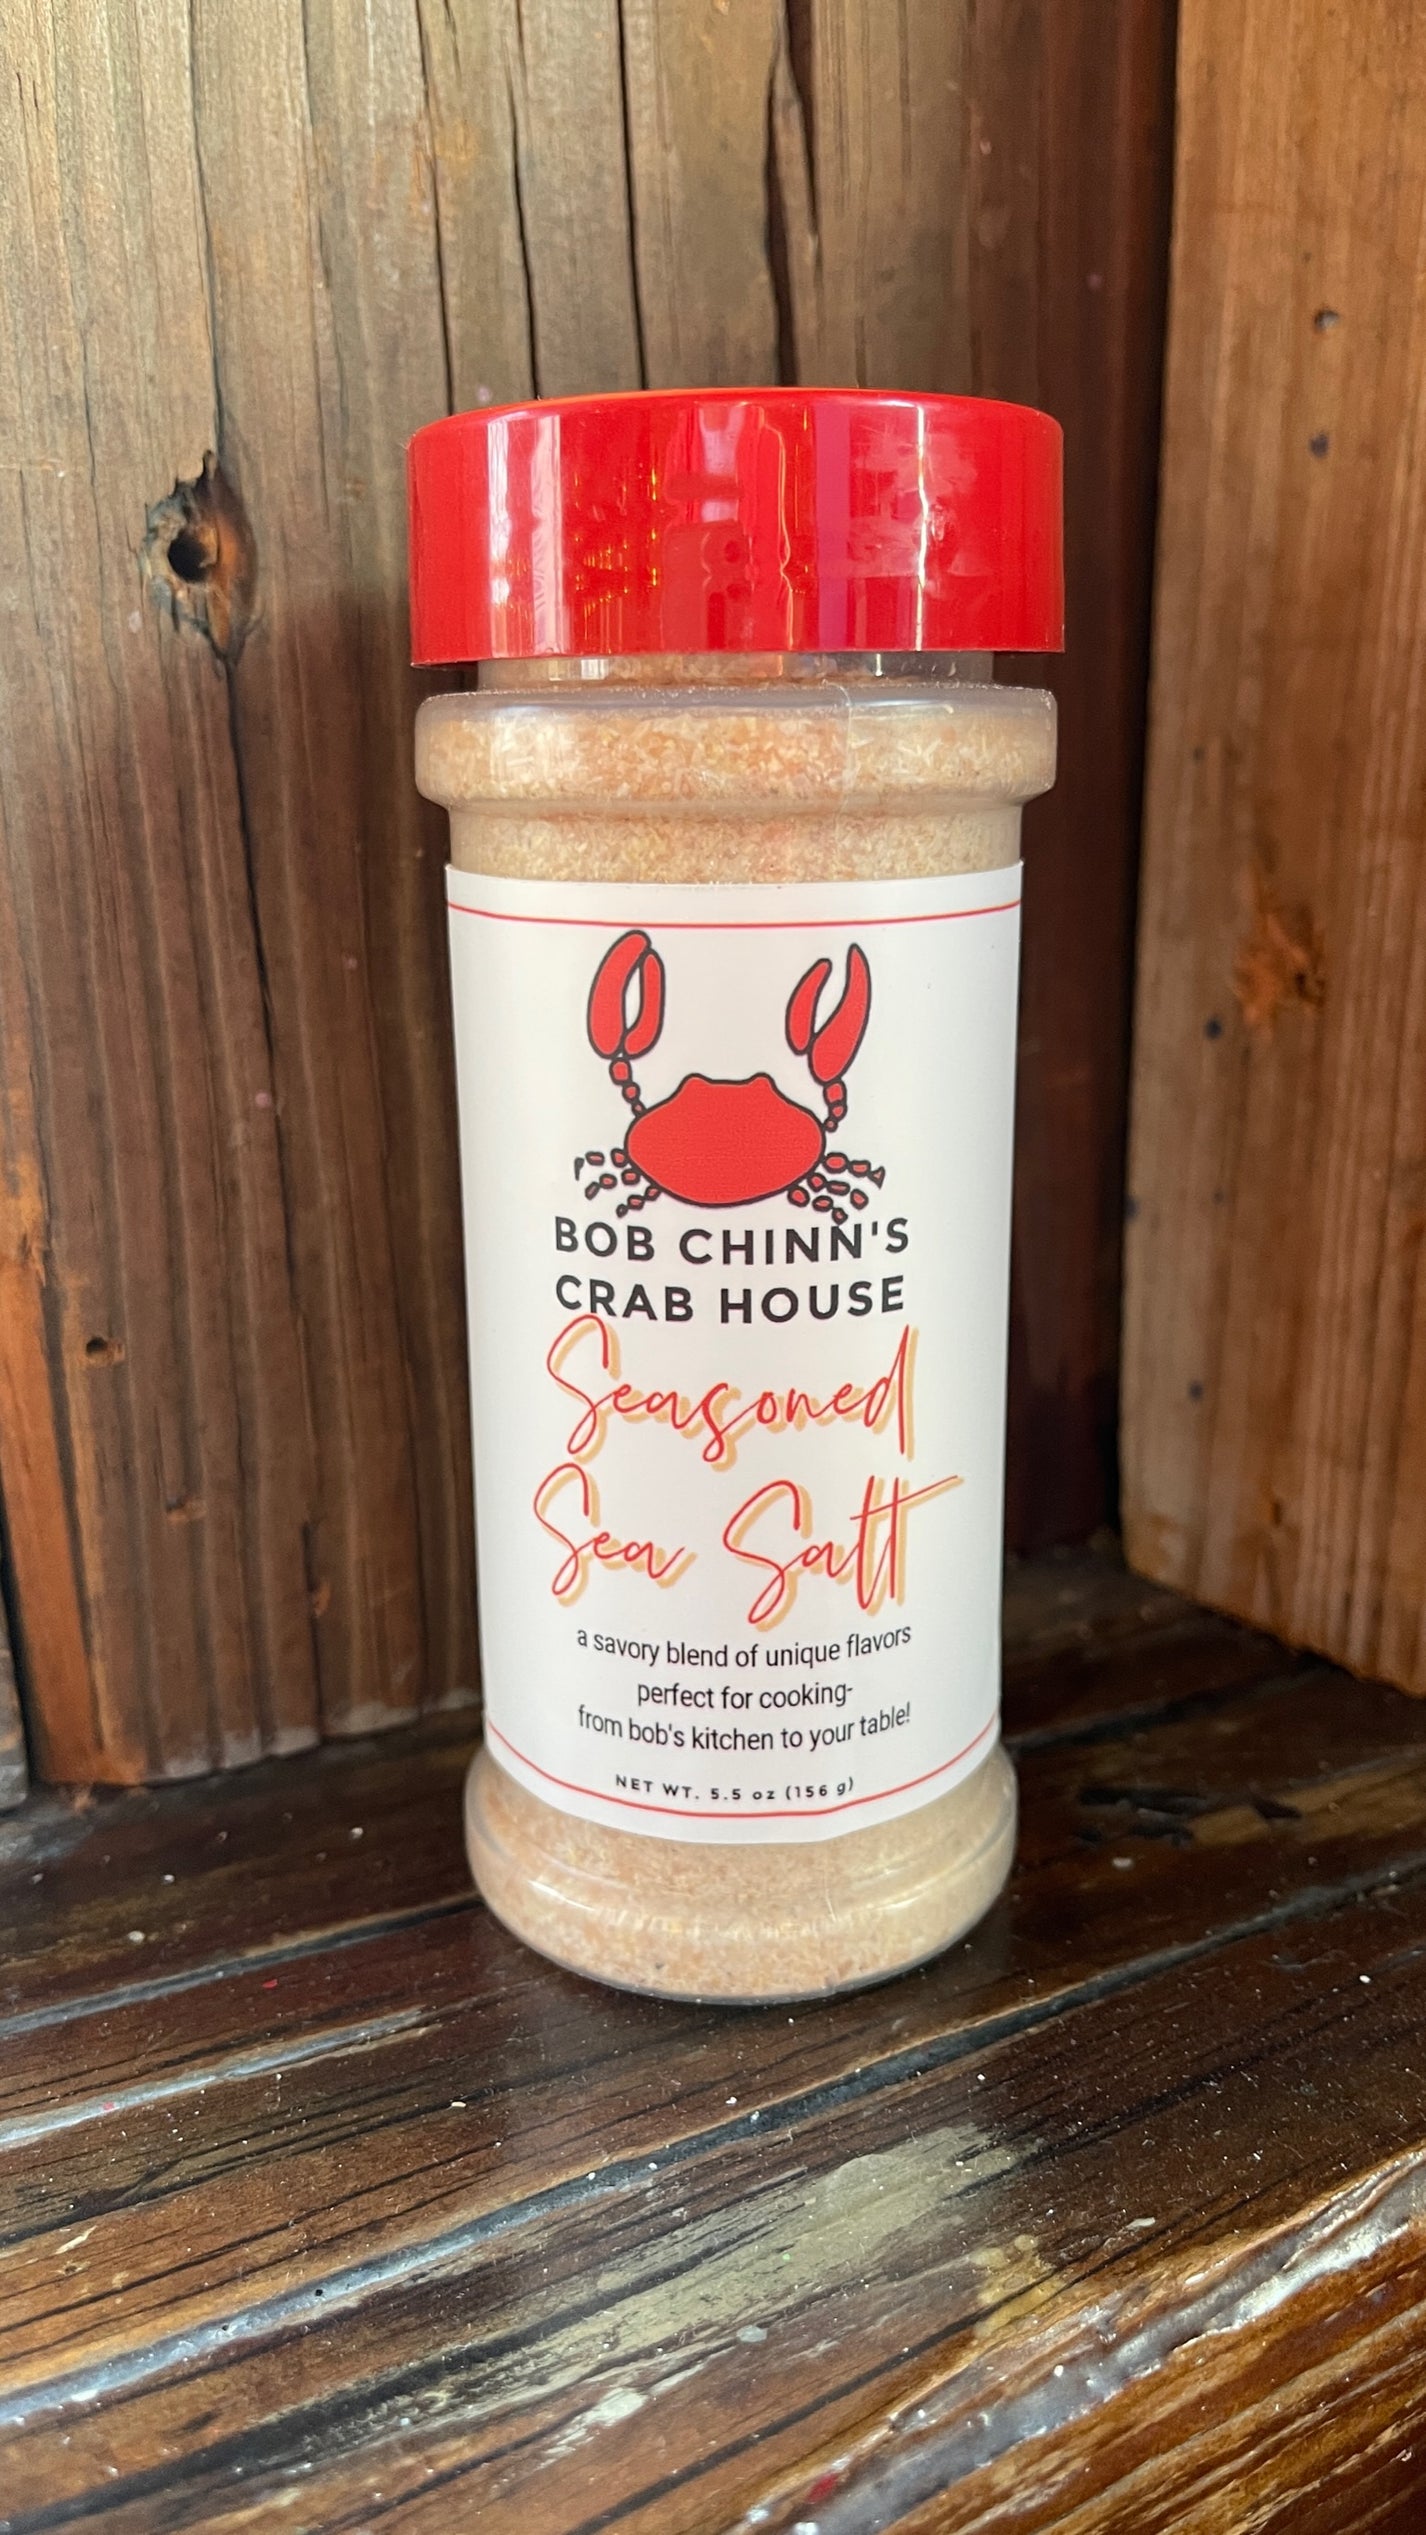 BOB CHINN'S
CRAB HOUSE
Seasoned
Sea Salt
a savory blend of unique flavors
perfect for cooking-
from bob's kitchen to your table!
NET WT. 5.5 oz (156 g)